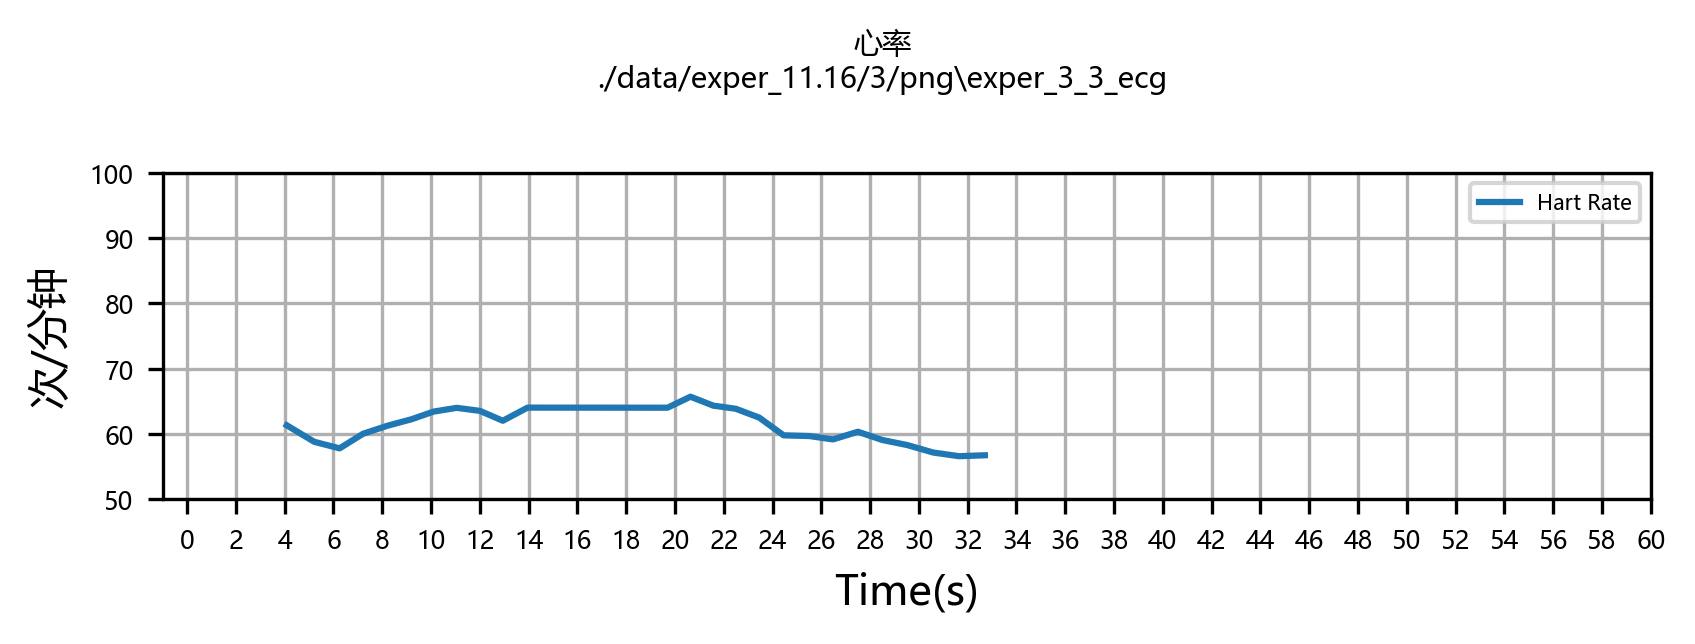 心率
./data/exper_11.16/3/png\exper_3_3_ecg
100
90
80
70
60
50
次/分钟
Hart Rate
0 2 4 6 8 10 12 14 16 18 20 22 24 26 28 30 32 34 36 38 40 42 44 46 48 50 52 54 56 58 60
Time(s)